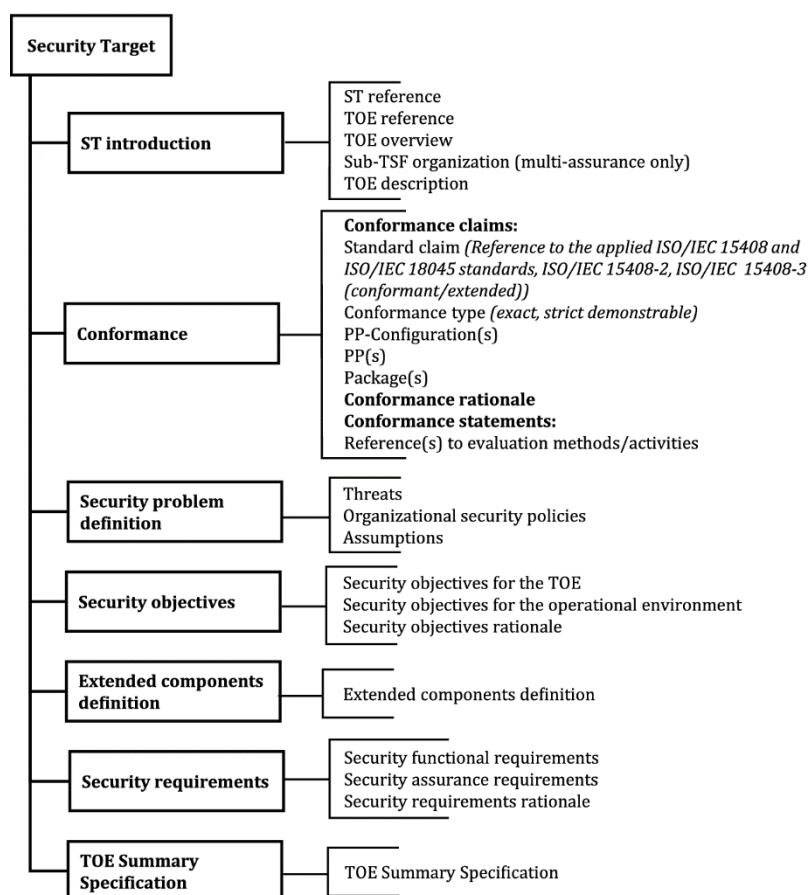 Security Target
ST introduction
ST reference
TOE reference
TOE overview
Sub-TSF organization (multi-assurance only)
TOE description
Conformance
Conformance claims:
Standard claim (Reference to the applied ISO/IEC 15408 and
ISO/IEC 18045 standards, ISO/IEC 15408-2, ISO/IEC 15408-3
(conformant/extended))
Conformance type (exact, strict demonstrable)
PP-Configuration(s)
PP(s)
Package(s)
Conformance rationale
Conformance statements:
Reference(s) to evaluation methods/activities
Security problem
definition
Threats
Organizational security policies
Assumptions
Security objectives
Security objectives for the TOE
Security objectives for the operational environment
Security objectives rationale
Extended components
definition
Extended components definition
Security requirements
Security functional requirements
Security assurance requirements
Security requirements rationale
TOE Summary
Specification
TOE Summary Specification